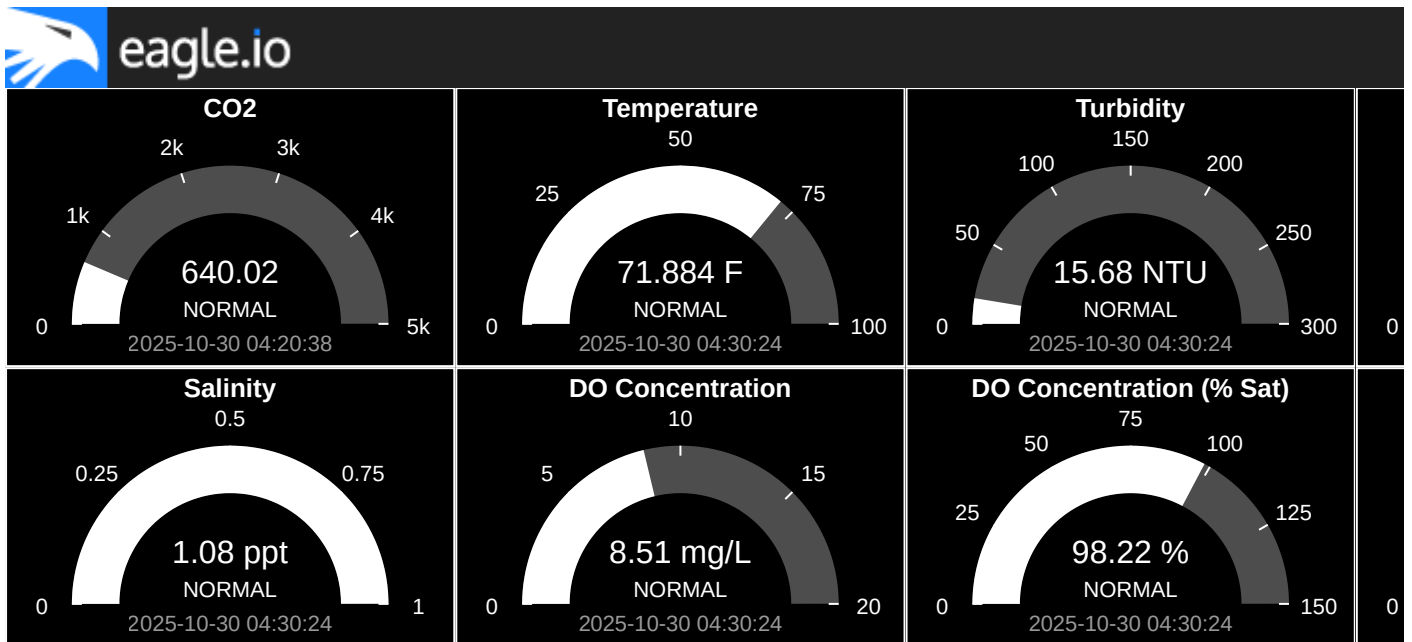 eagle.io
CO2
2k 3k
1k 4k
640.02
NORMAL
0 5k
2025-10-30 04:20:38
Temperature
50
25 75
71.884 F
NORMAL
0 100
2025-10-30 04:30:24
Turbidity
150
100 200
50 250
15.68 NTU
NORMAL
0 300
2025-10-30 04:30:24
0
Salinity
0.5
0.25 0.75
1.08 ppt
NORMAL
0 1
2025-10-30 04:30:24
DO Concentration
10
5 15
8.51 mg/L
NORMAL
0 20
2025-10-30 04:30:24
DO Concentration (% Sat)
75
50 100
25 125
98.22 %
NORMAL
0 150
2025-10-30 04:30:24
0